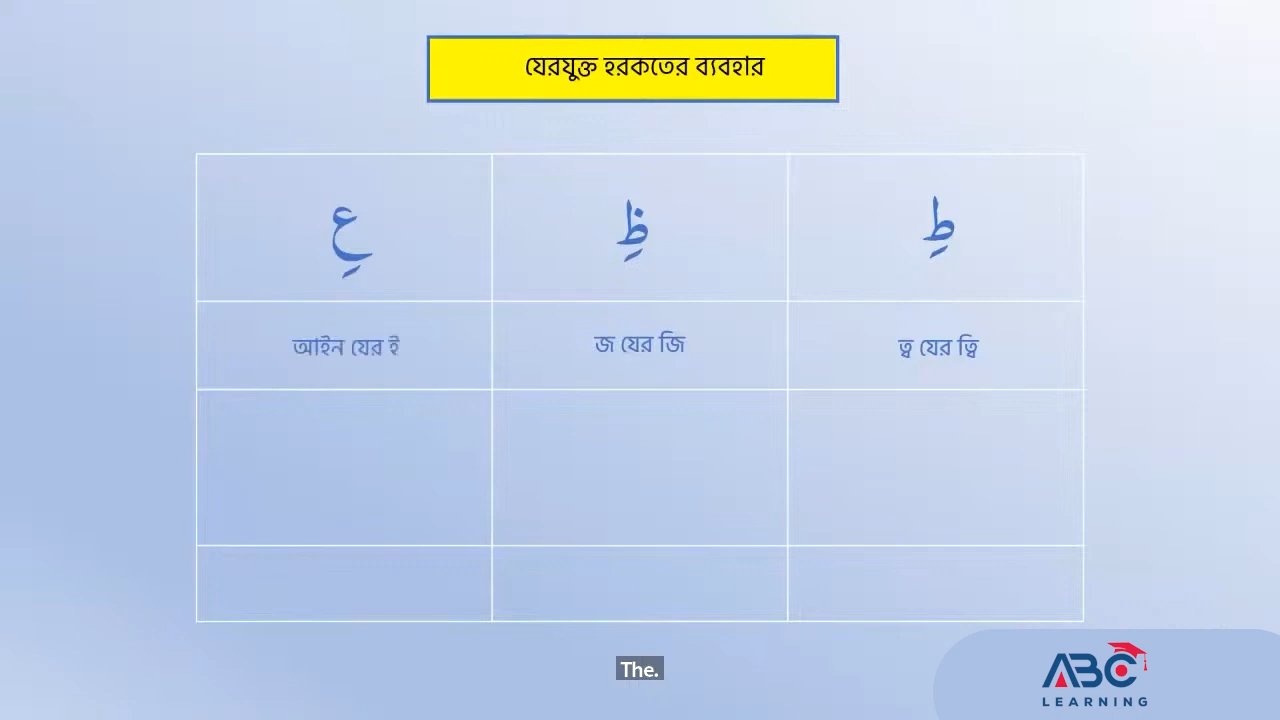 যেরযুক্ত হরকতের ব্যবহার
عِ ظِ طِ
আইন যের ই জ যের জি ত্ব যের ত্বি
The.
ABC
LEARNING